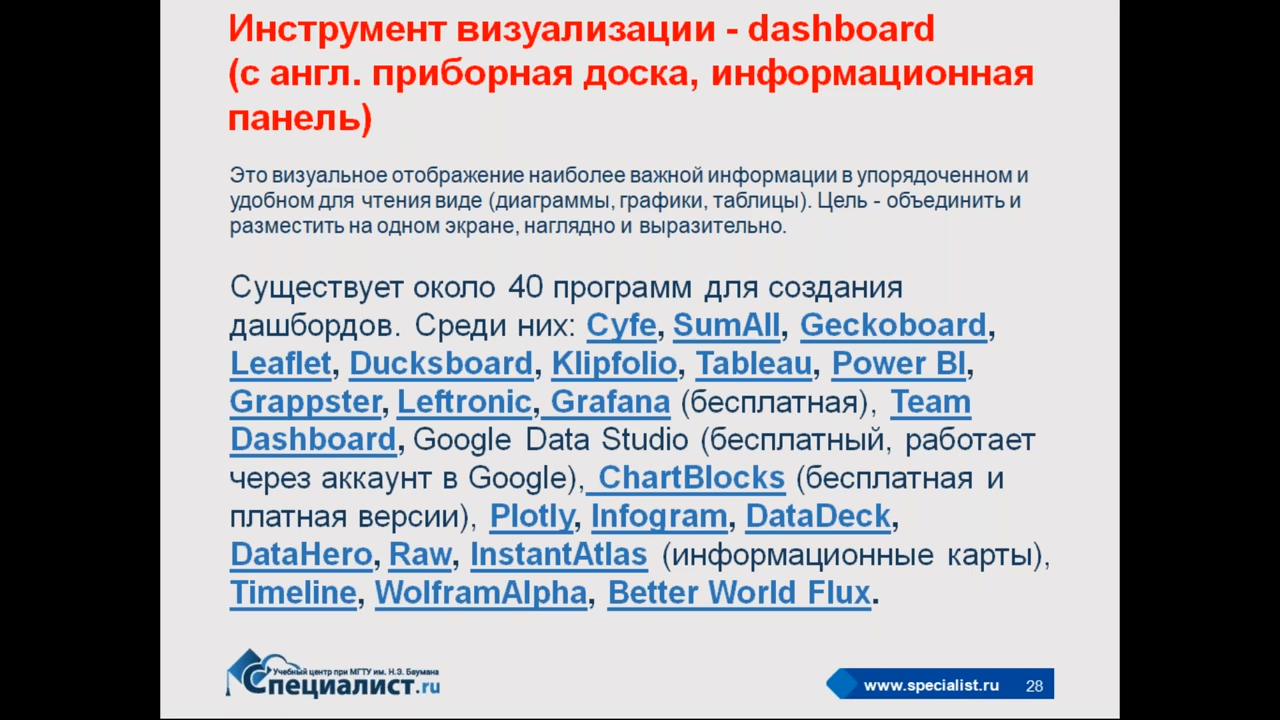 Инструмент визуализации - dashboard
(с англ. приборная доска, информационная
панель)
Это визуальное отображение наиболее важной информации в упорядоченном и
удобном для чтения виде (диаграммы, графики, таблицы). Цель - объединить и
разместить на одном экране, наглядно и выразительно.
Существует около 40 программ для создания
дашбордов. Среди них: Cyfe, SumAll, Geckoboard,
Leaflet, Ducksboard, Klipfolio, Tableau, Power BI,
Grappster, Leftronic, Grafana (бесплатная), Team
Dashboard, Google Data Studio (бесплатный, работает
через аккаунт в Google), ChartBlocks (бесплатная и
платная версии), Plotly, Infogram, DataDeck,
DataHero, Raw, InstantAtlas (информационные карты),
Timeline, WolframAlpha, Better World Flux.
Учебный центр при МГТУ им. Н.Э. Баумана
Специалист.ru
www.specialist.ru 28